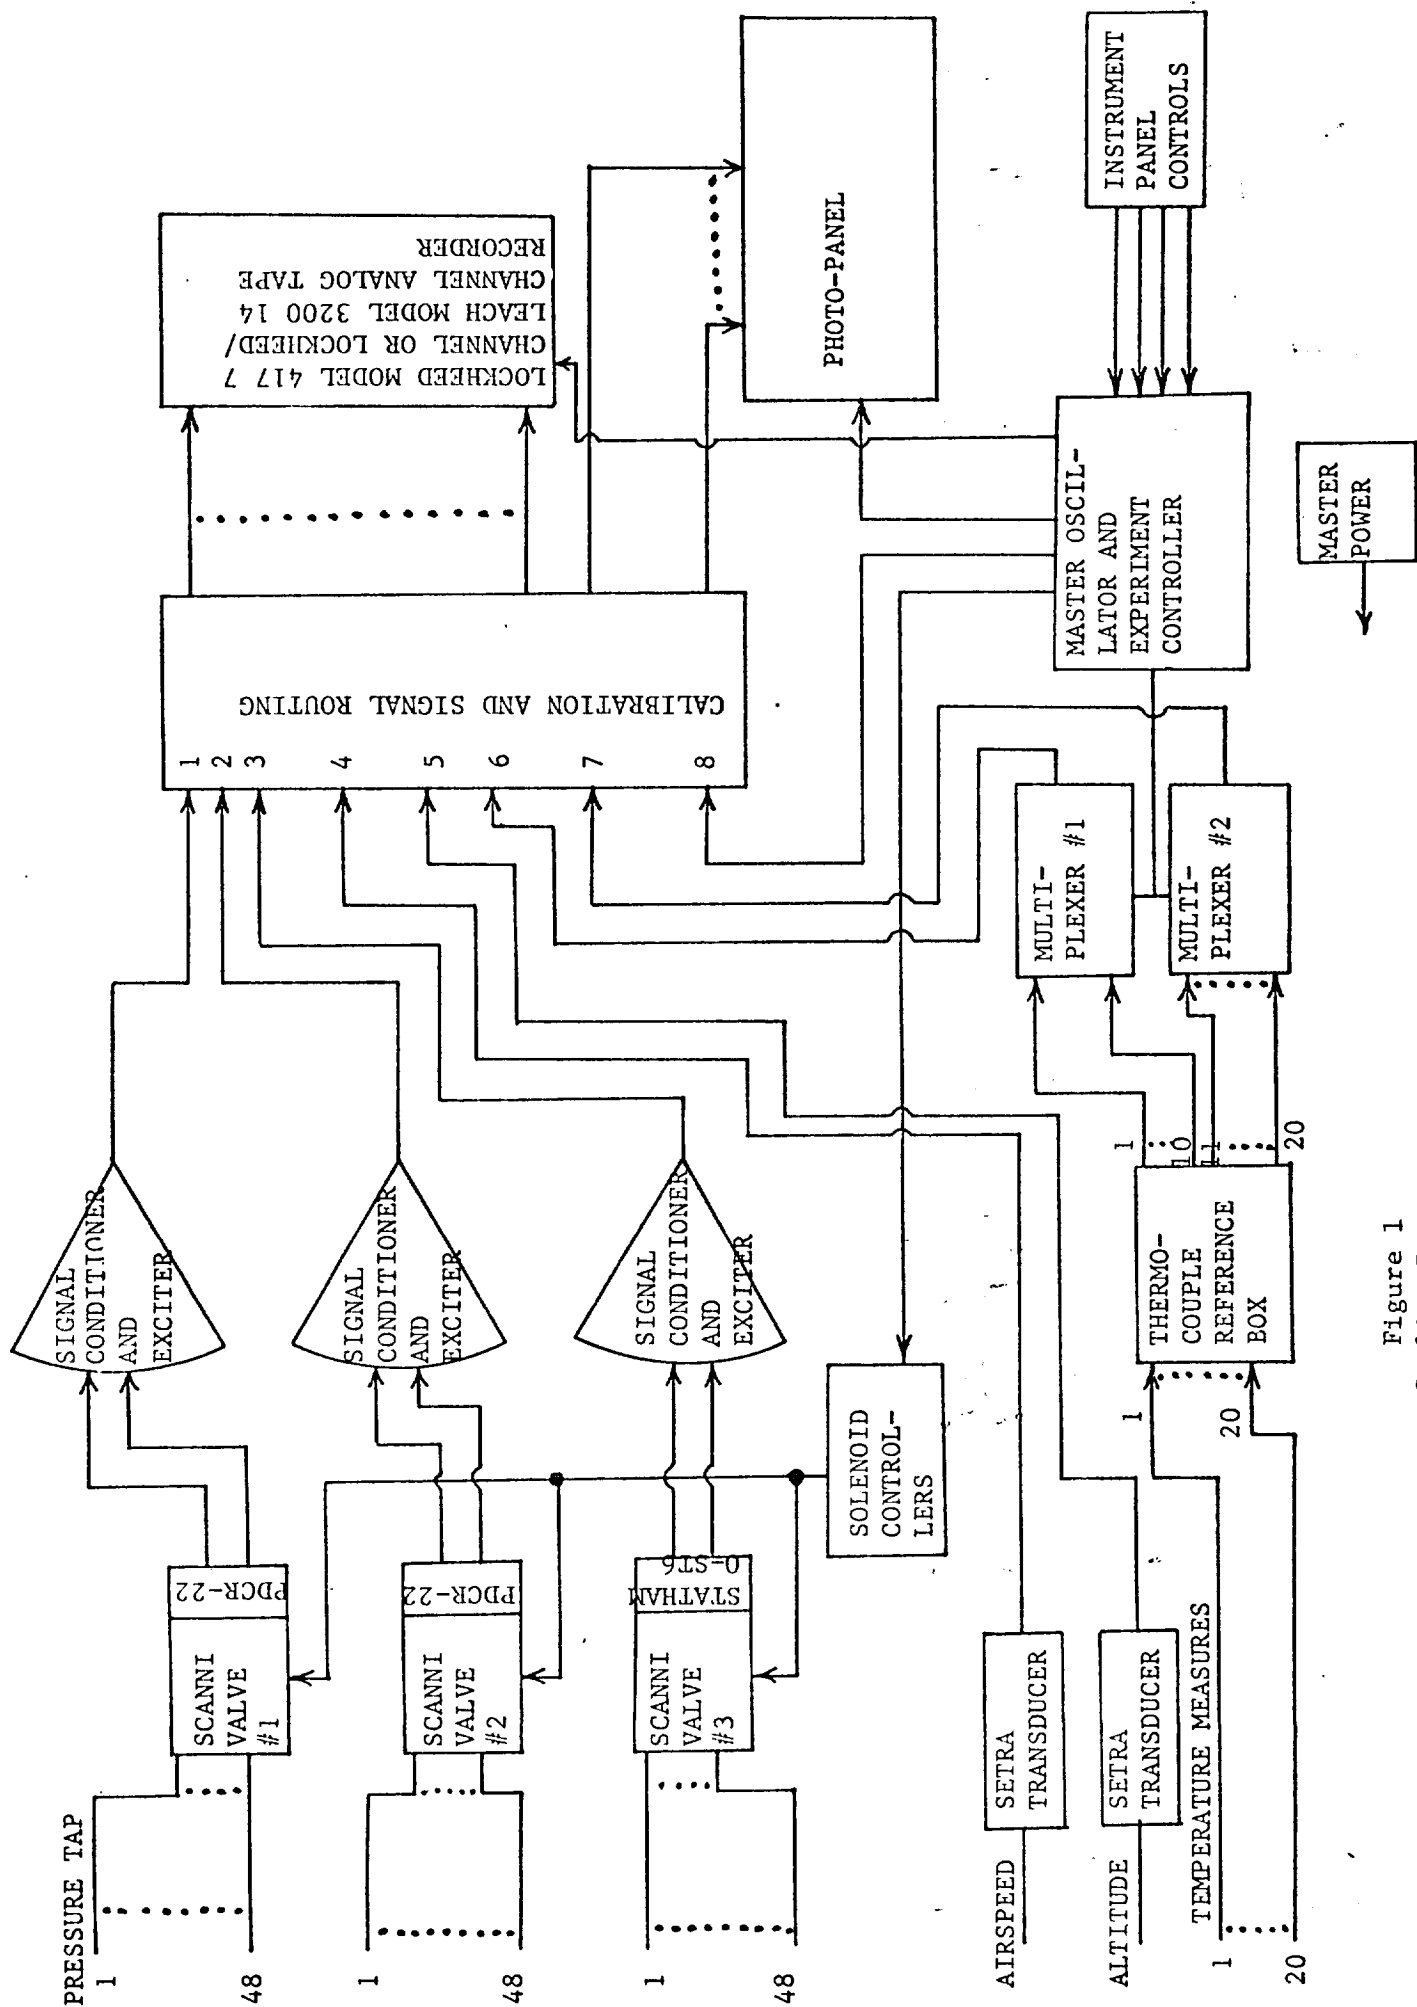 PRESSURE TAP
1
48
1
48
1
48
AIRSPEED
ALTITUDE
TEMPERATURE MEASURES
1
20
SCANNI
VALVE
#1
PDCR-22
SCANNI
VALVE
#2
PDCR-22
SCANNI
VALVE
#3
STATHAM
0=ST6
SETRA
TRANSDUCER
SETRA
TRANSDUCER
SIGNAL
CONDITIONER
AND
EXCITER
SIGNAL
CONDITIONER
AND
EXCITER
SIGNAL
CONDITIONER
AND
EXCITER
SOLENOID
CONTROL-
LERS
1
20
THERMO-
COUPLE
REFERENCE
BOX
1
10
11
20
MULTI-
PLEXER #1
MULTI-
PLEXER #2
1
2
3
4
5
6
7
8
CALIBRATION AND SIGNAL ROUTING
MASTER OSCIL-
LATOR AND
EXPERIMENT
CONTROLLER
MASTER
POWER
LOCKHEED MODEL 417 7
CHANNEL OR LOCKHEED/
LEACH MODEL 3200 14
CHANNEL ANALOG TAPE
RECORDER
PHOTO-PANEL
INSTRUMENT
PANEL
CONTROLS
Figure 1